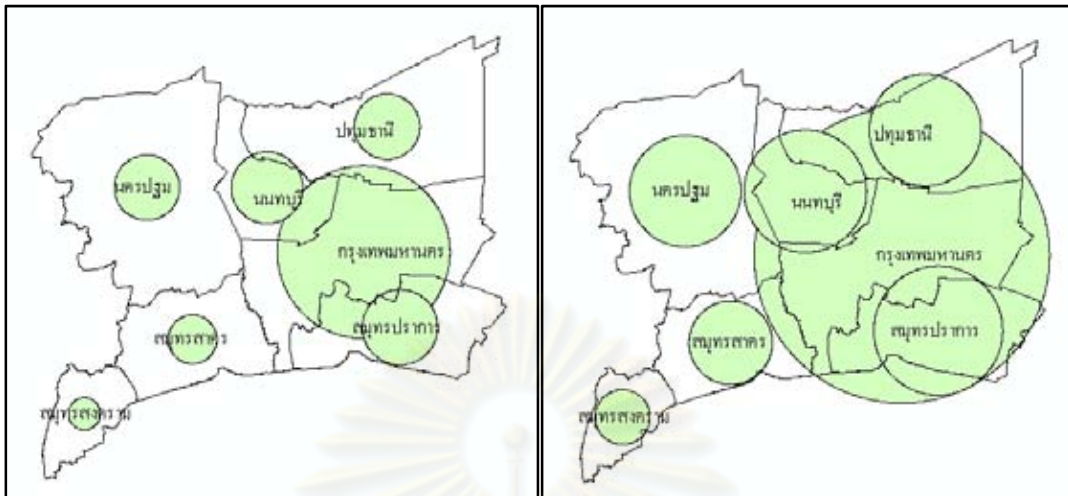 ปทุมธานี
นครปฐม
นนทบุรี
กรุงเทพมหานคร
สมุทรปราการ
สมุทรสาคร
สมุทรสงคราม
ปทุมธานี
นครปฐม
นนทบุรี
กรุงเทพมหานคร
สมุทรปราการ
สมุทรสาคร
สมุทรสงคราม